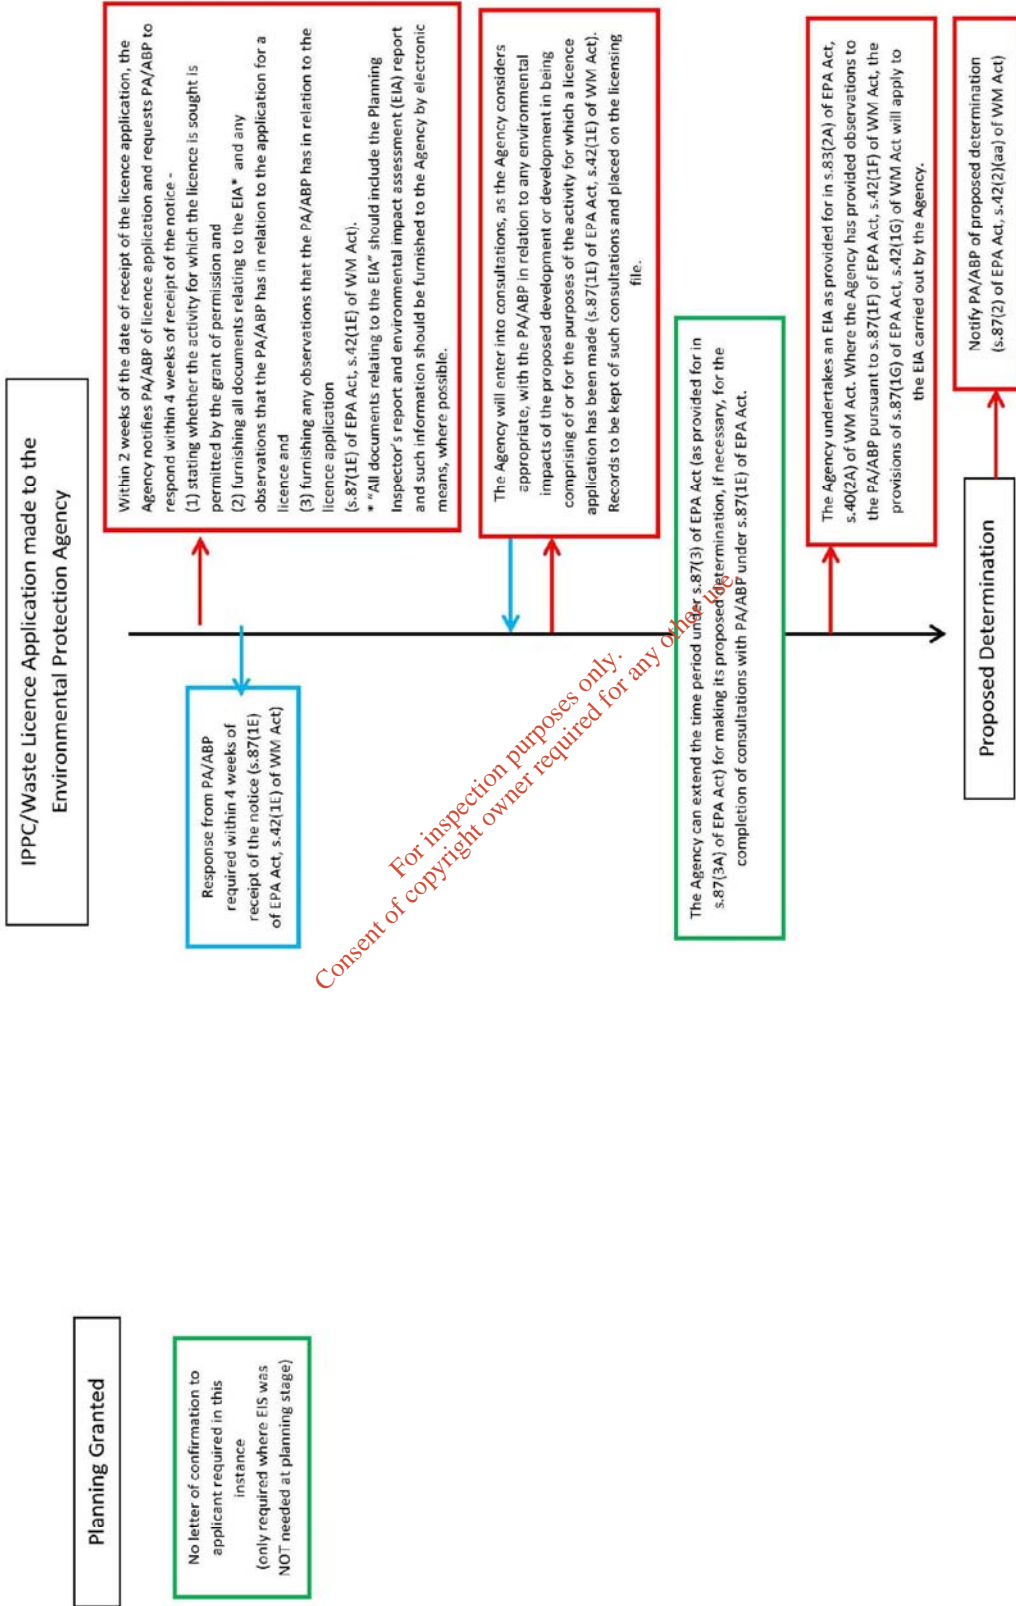 Planning Granted
No letter of confirmation to
applicant required in this
instance
(only required where EIS was
NOT needed at planning stage)
IPPC/Waste Licence Application made to the
Environmental Protection Agency
Within 2 weeks of the date of receipt of the licence application, the
Agency notifies PA/ABP of licence application and requests PA/ABP to
respond within 4 weeks of receipt of the notice -
(1) stating whether the activity for which the licence is sought is
permitted by the grant of permission and
(2) furnishing all documents relating to the EIA* and any
observations that the PA/ABP has in relation to the application for a
licence and
(3) furnishing any observations that the PA/ABP has in relation to the
licence application
(s.87(1E) of EPA Act, s.42(1E) of WM Act).
* “All documents relating to the EIA” should include the Planning
Inspector's report and environmental impact assessment (EIA) report
and such information should be furnished to the Agency by electronic
means, where possible.
Response from PA/ABP
required within 4 weeks of
receipt of the notice (s.87(1E)
of EPA Act, s.42(1E) of WM Act)
The Agency will enter into consultations, as the Agency considers
appropriate, with the PA/ABP in relation to any environmental
impacts of the proposed development or development in being
comprising of or for the purposes of the activity for which a licence
application has been made (s.87(1E) of EPA Act, s.42(1E) of WM Act).
Records to be kept of such consultations and placed on the licensing
file.
The Agency can extend the time period under s.87(3) of EPA Act (as provided for in
s.87(3A) of EPA Act) for making its proposed determination, if necessary, for the
completion of consultations with PA/ABP under s.87(1E) of EPA Act.
The Agency undertakes an EIA as provided for in s.83(2A) of EPA Act,
s.40(2A) of WM Act. Where the Agency has provided observations to
the PA/ABP pursuant to s.87(1F) of EPA Act, s.42(1F) of WM Act, the
provisions of s.87(1G) of EPA Act, s.42(1G) of WM Act will apply to
the EIA carried out by the Agency.
Proposed Determination
Notify PA/ABP of proposed determination
(s.87(2) of EPA Act, s.42(2)(aa) of WM Act)
For inspection purposes only.
Consent of copyright owner required for any other use.